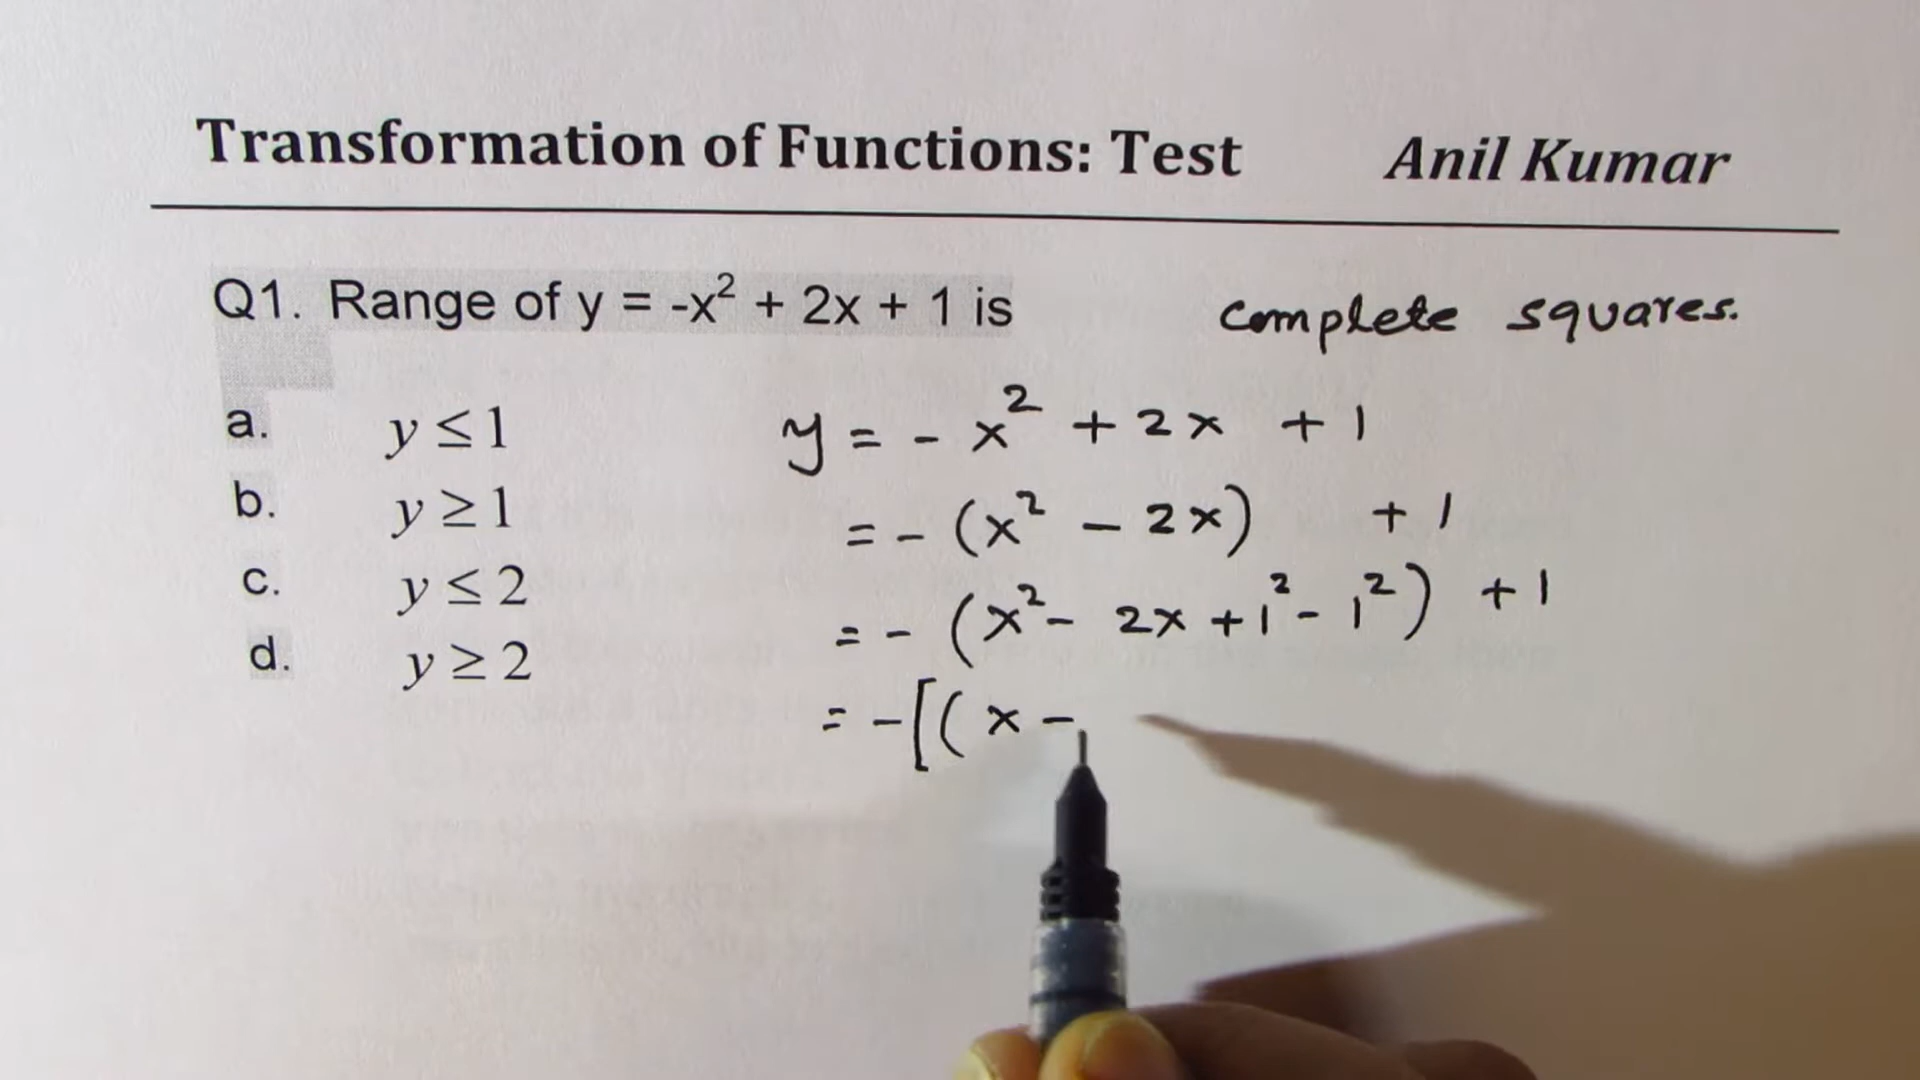 Transformation of Functions: Test Anil Kumar
Q1. Range of y = -x² + 2x + 1 is
complete squares.
a. y ≤ 1
b. y ≥ 1
c. y ≤ 2
d. y ≥ 2
y = - x² + 2x + 1
= - (x² - 2x) + 1
= - (x² - 2x + 1² - 1²) + 1
= - [( x -